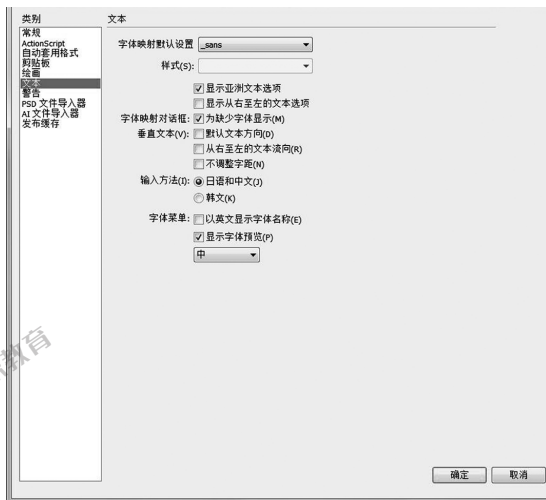 类别
常规
ActionScript
自动套用格式
剪贴板
绘画
文本
警告
PSD 文件导入器
AI 文件导入器
发布缓存
文本
字体映射默认设置 _sans
样式(S):
显示亚洲文本选项
显示从右至左的文本选项
字体映射对话框: 为缺少字体显示(M)
垂直文本(V): 默认文本方向(D)
从右至左的文本流向(R)
不调整字距(N)
输入方法(I): 日语和中文(J)
韩文(K)
字体菜单: 以英文显示字体名称(E)
显示字体预览(P)
中
教育
确定 取消